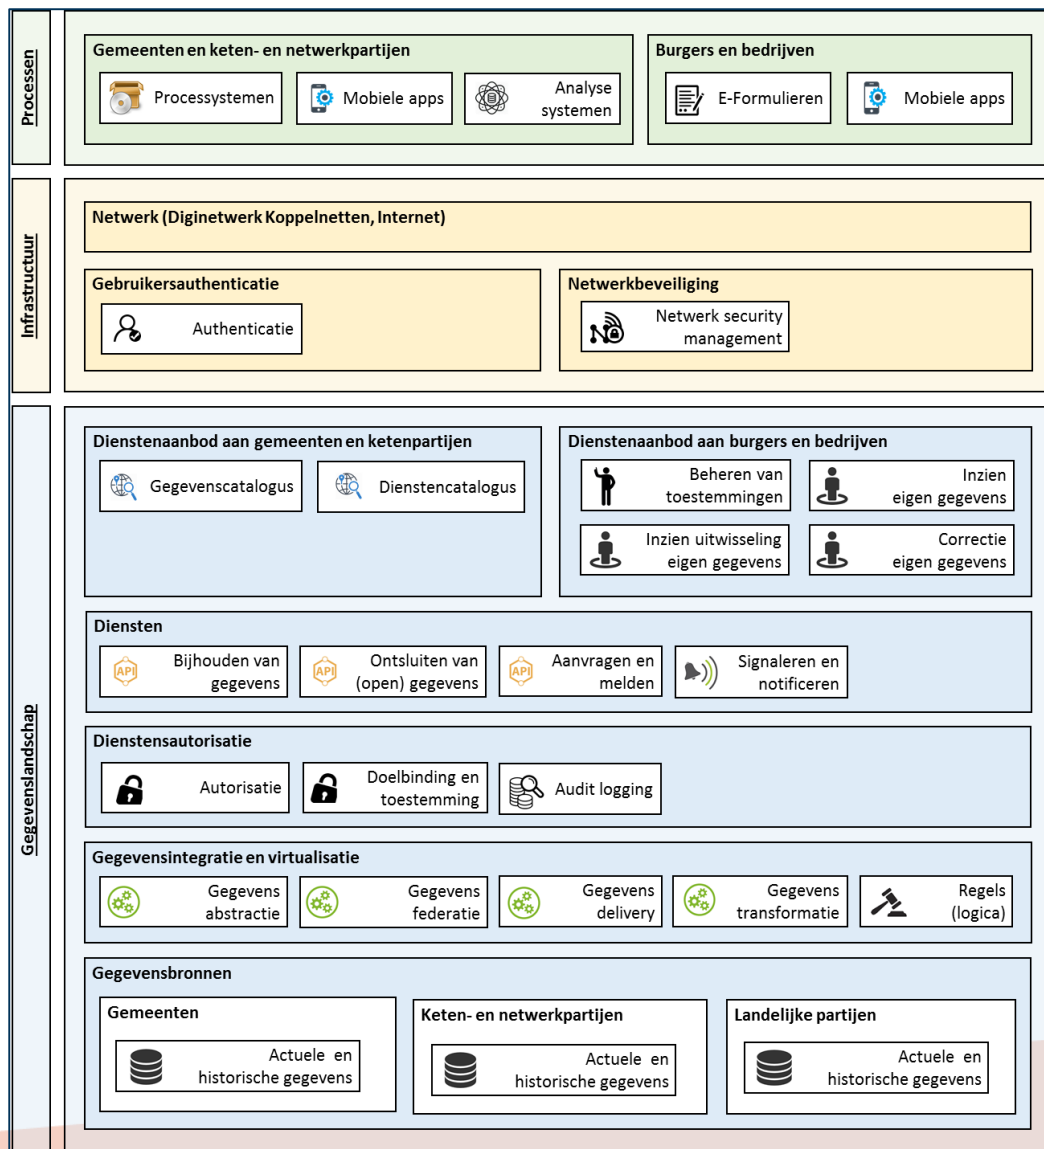 Processen
Gemeenten en keten- en netwerkpartijen
Processystemen
Mobiele apps
Analyse
systemen
Burgers en bedrijven
E-Formulieren
Mobiele apps
Infrastructuur
Netwerk (Diginetwerk Koppelnetten, Internet)
Gebruikersauthenticatie
Authenticatie
Netwerkbeveiliging
Netwerk security
management
Gegevenslandschap
Dienstenaanbod aan gemeenten en ketenpartijen
Gegevenscatalogus
Dienstencatalogus
Dienstenaanbod aan burgers en bedrijven
Beheren van
toestemmingen
Inzien
eigen gegevens
Inzien uitwisseling
eigen gegevens
Correctie
eigen gegevens
Diensten
API
Bijhouden van
gegevens
API
Ontsluiten van
(open) gegevens
API
Aanvragen en
melden
Signaleren en
notificeren
Dienstensautorisatie
Autorisatie
Doelbinding en
toestemming
Audit logging
Gegevensintegratie en virtualisatie
Gegevens
abstractie
Gegevens
federatie
Gegevens
delivery
Gegevens
transformatie
Regels
(logica)
Gegevensbronnen
Gemeenten
Actuele en
historische gegevens
Keten- en netwerkpartijen
Actuele en
historische gegevens
Landelijke partijen
Actuele en
historische gegevens